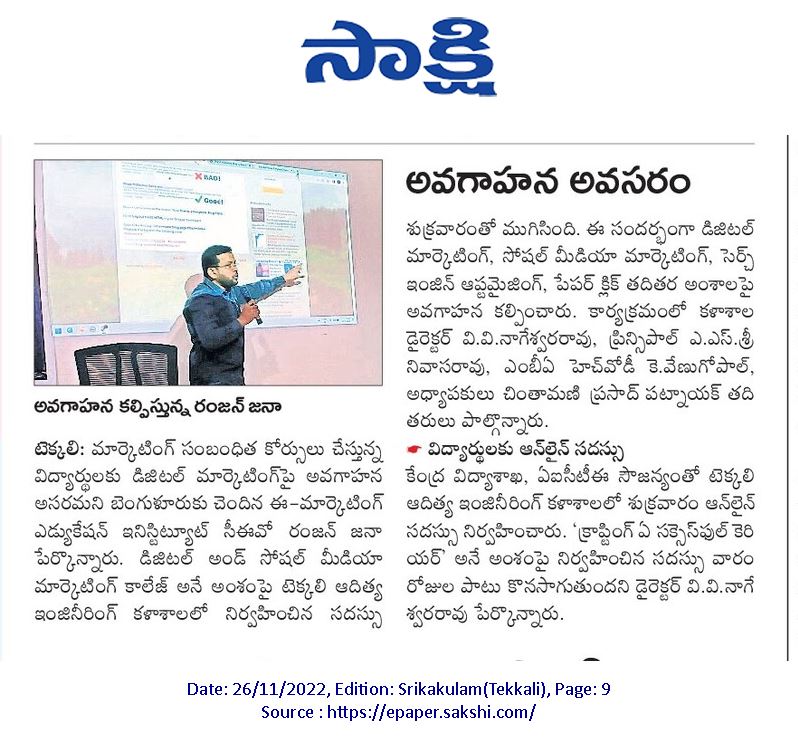 సాక్షి
అవగాహన అవసరం
BAD!
GOOD!
అవగాహన కల్పిస్తున్న రంజన్ జనా
టెక్కలి: మార్కెటింగ్ సంబంధిత కోర్సులు చేస్తున్న
విద్యార్థులకు డిజిటల్ మార్కెటింగ్‌పై అవగాహన
అసరమని బెంగుళూరుకు చెందిన ఈ-మార్కెటింగ్
ఎడ్యుకేషన్ ఇనిస్టిట్యూట్ సీఈవో రంజన్ జనా
పేర్కొన్నారు. డిజిటల్ అండ్ సోషల్ మీడియా
మార్కెటింగ్ కాలేజ్ అనే అంశంపై టెక్కలి ఆదిత్య
ఇంజినీరింగ్ కళాశాలలో నిర్వహించిన సదస్సు
శుక్రవారంతో ముగిసింది. ఈ సందర్భంగా డిజిటల్
మార్కెటింగ్, సోషల్ మీడియా మార్కెటింగ్, సెర్చ్
ఇంజిన్ ఆప్టమైజింగ్, పేపర్ క్లిక్ తదితర అంశాలపై
అవగాహన కల్పించారు. కార్యక్రమంలో కళాశాల
డైరెక్టర్ వి.వి.నాగేశ్వరరావు, ప్రిన్సిపాల్ ఎ.ఎస్.శ్రీ
నివాసరావు, ఎంబీఏ హెచ్‌వోడీ కె.వేణుగోపాల్,
అధ్యాపకులు చింతామణి ప్రసాద్ పట్నాయక్ తది
తరులు పాల్గొన్నారు.
విద్యార్థులకు ఆన్‌లైన్ సదస్సు
కేంద్ర విద్యాశాఖ, ఏఐసీటీఈ సౌజన్యంతో టెక్కలి
ఆదిత్య ఇంజినీరింగ్ కళాశాలలో శుక్రవారం ఆన్‌లైన్
సదస్సు నిర్వహించారు. ‘క్రాప్టింగ్ ఏ సక్సెస్‌ఫుల్ కెరి
యర్’ అనే అంశంపై నిర్వహించిన సదస్సు వారం
రోజుల పాటు కొనసాగుతుందని డైరెక్టర్ వి.వి.నాగే
శ్వరరావు పేర్కొన్నారు.
Date: 26/11/2022, Edition: Srikakulam(Tekkali), Page: 9
Source : https://epaper.sakshi.com/